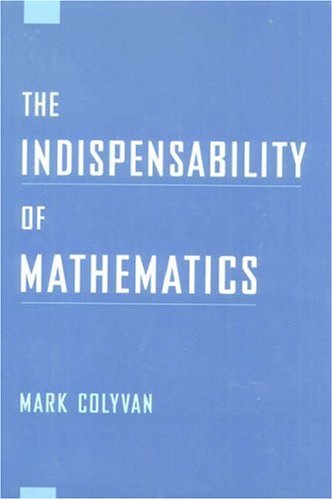 THE
INDISPENSABILITY
OF
MATHEMATICS
MARK COLYVAN